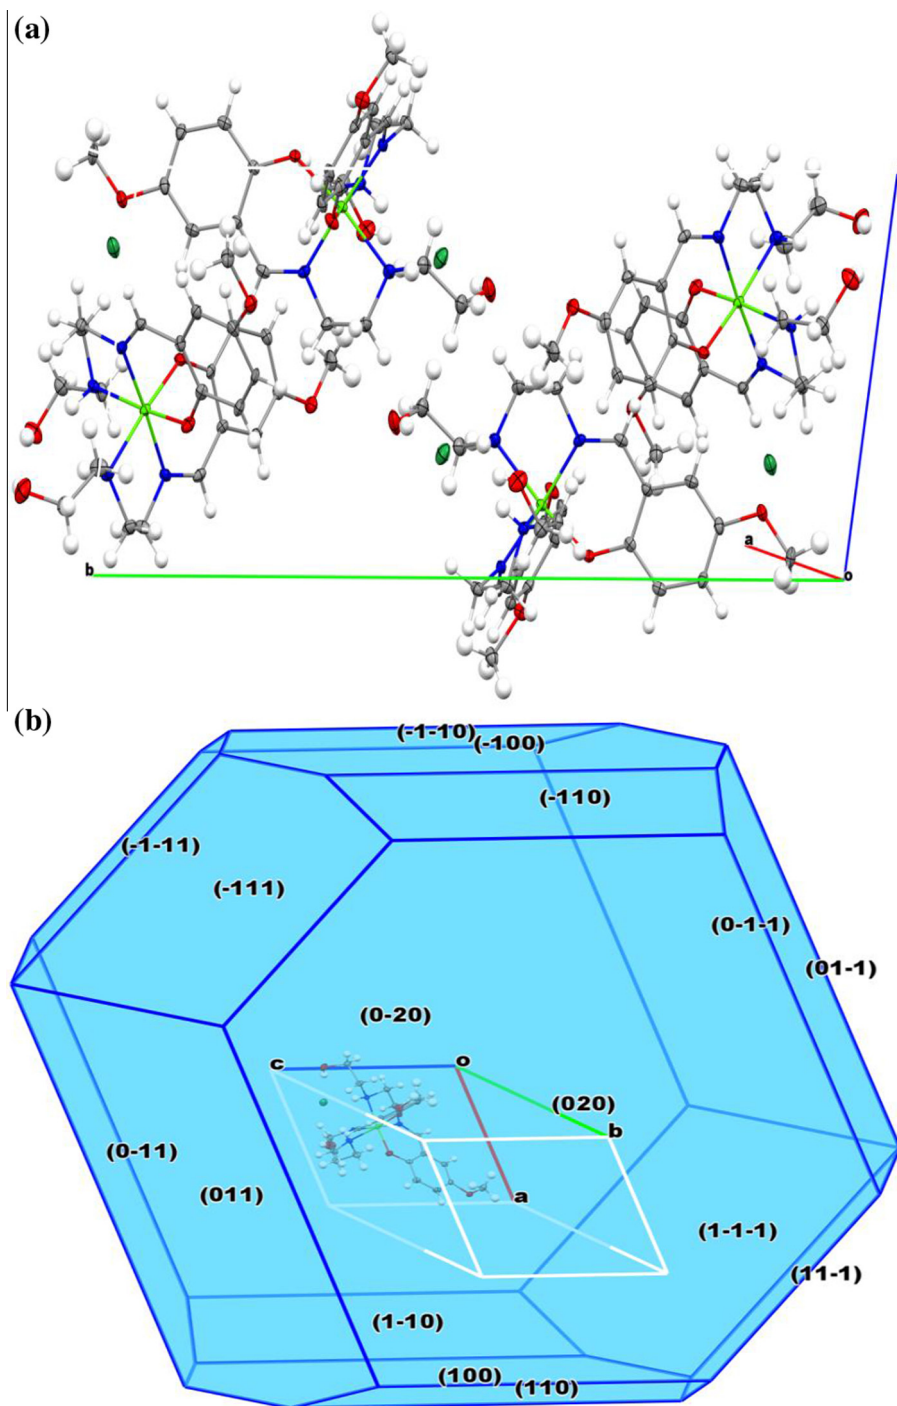 (a)
a
b
o
(b)
(-1-10)
(-100)
(-110)
(-1-11)
(-111)
(0-1-1)
(01-1)
(0-20)
c
o
(020)
b
(0-11)
(011)
a
(1-1-1)
(11-1)
(1-10)
(100)
(110)